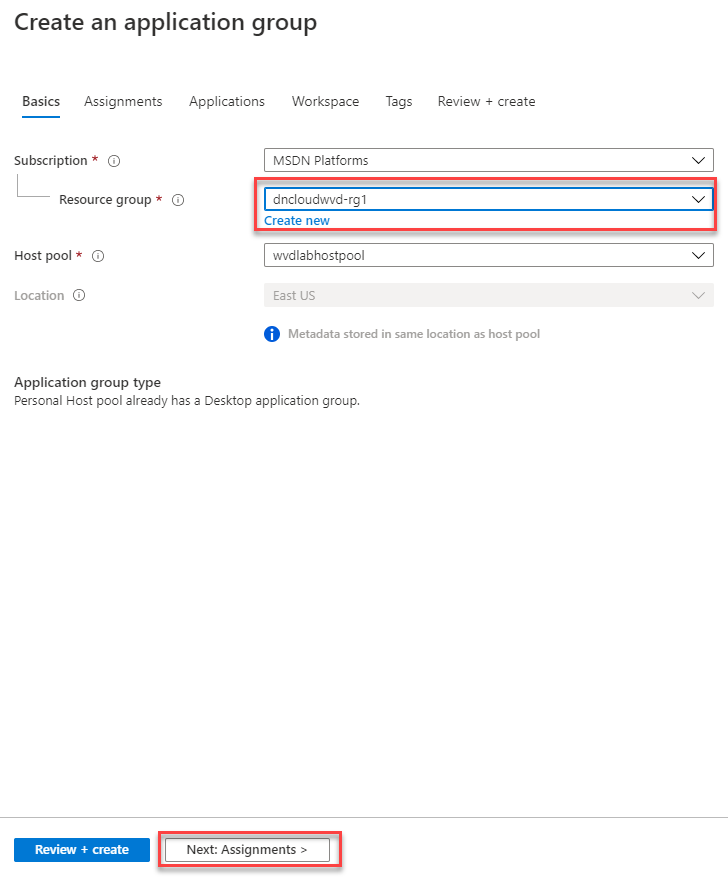 Create an application group
Basics Assignments Applications Workspace Tags Review + create
Subscription * MSDN Platforms
Resource group * dncloudwvd-rg1
Create new
Host pool * wvdlabhostpool
Location East US
Metadata stored in same location as host pool
Application group type
Personal Host pool already has a Desktop application group.
Review + create Next: Assignments >